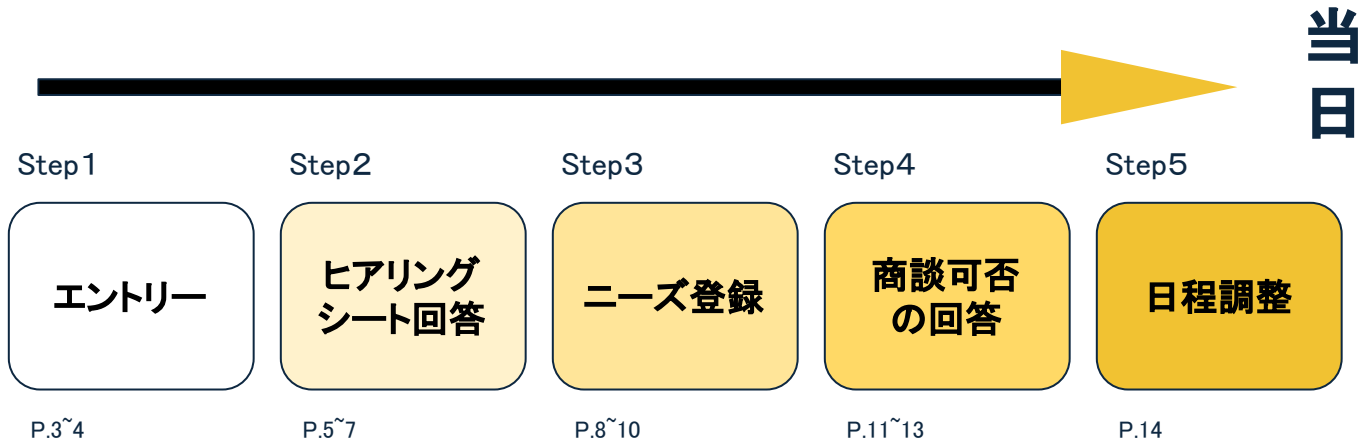 当
日
Step1
Step2
Step3
Step4
Step5
エントリー
ヒアリング
シート回答
ニーズ登録
商談可否
の回答
日程調整
P.3~4
P.5~7
P.8~10
P.11~13
P.14